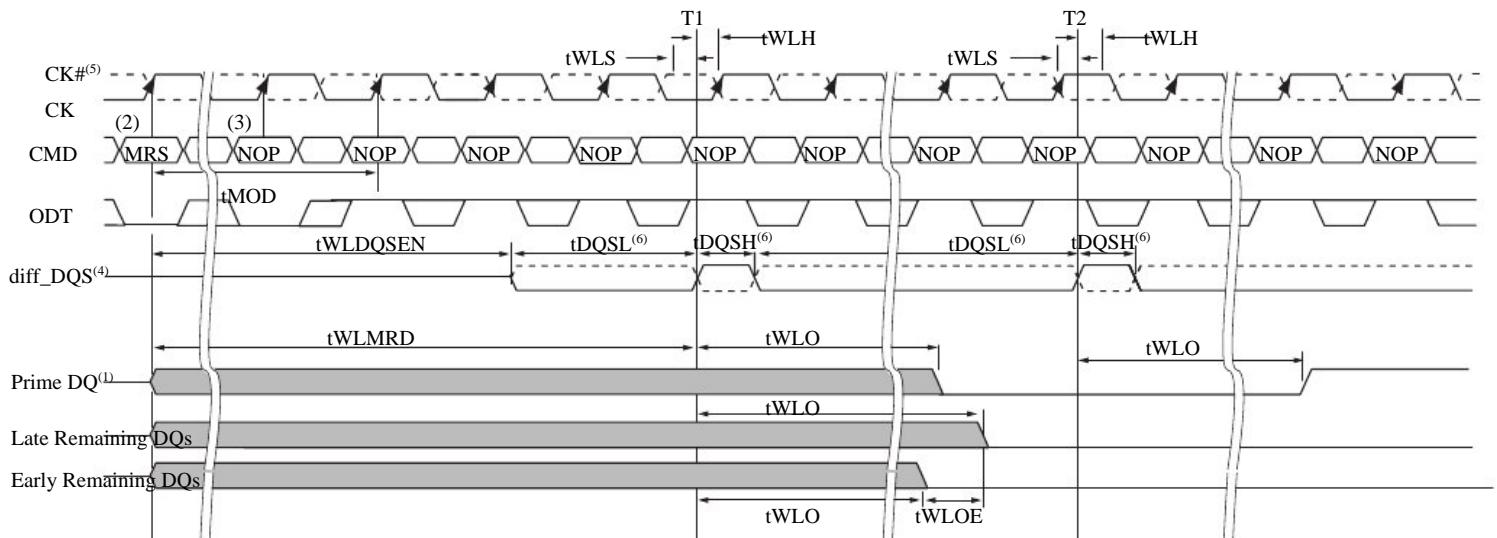 T1 T2
tWLH tWLH
tWLS tWLS
CK#(5)
CK
(2) (3)
CMD MRS NOP NOP NOP NOP NOP NOP NOP NOP NOP NOP NOP
tMOD
ODT
tWLDQSEN tDQSL(6) tDQSH(6) tDQSL(6) tDQSH(6)
diff_DQS(4)
tWLMRD tWLO
tWLO
Prime DQ(1)
tWLO
Late Remaining DQs
Early Remaining DQs
tWLO tWLOE